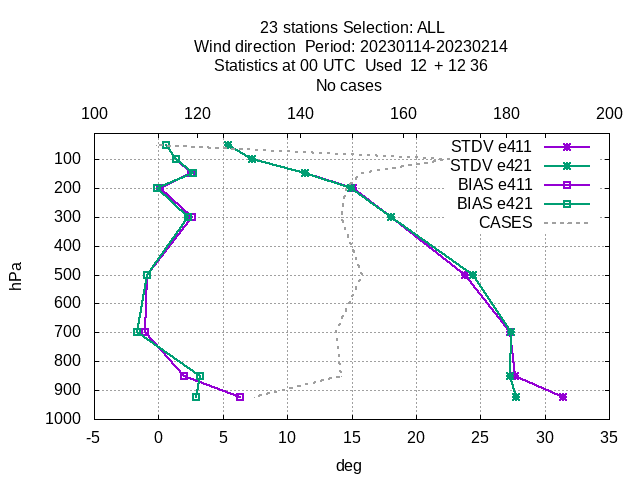 23 stations Selection: ALL
Wind direction  Period: 20230114-20230214
Statistics at 00 UTC  Used  12 + 12 36
No cases
100 120 140 160 180 200
STDV e411
STDV e421
BIAS e411
BIAS e421
CASES
100
200
300
400
500
600
700
800
900
1000
hPa
-5 0 5 10 15 20 25 30 35
deg